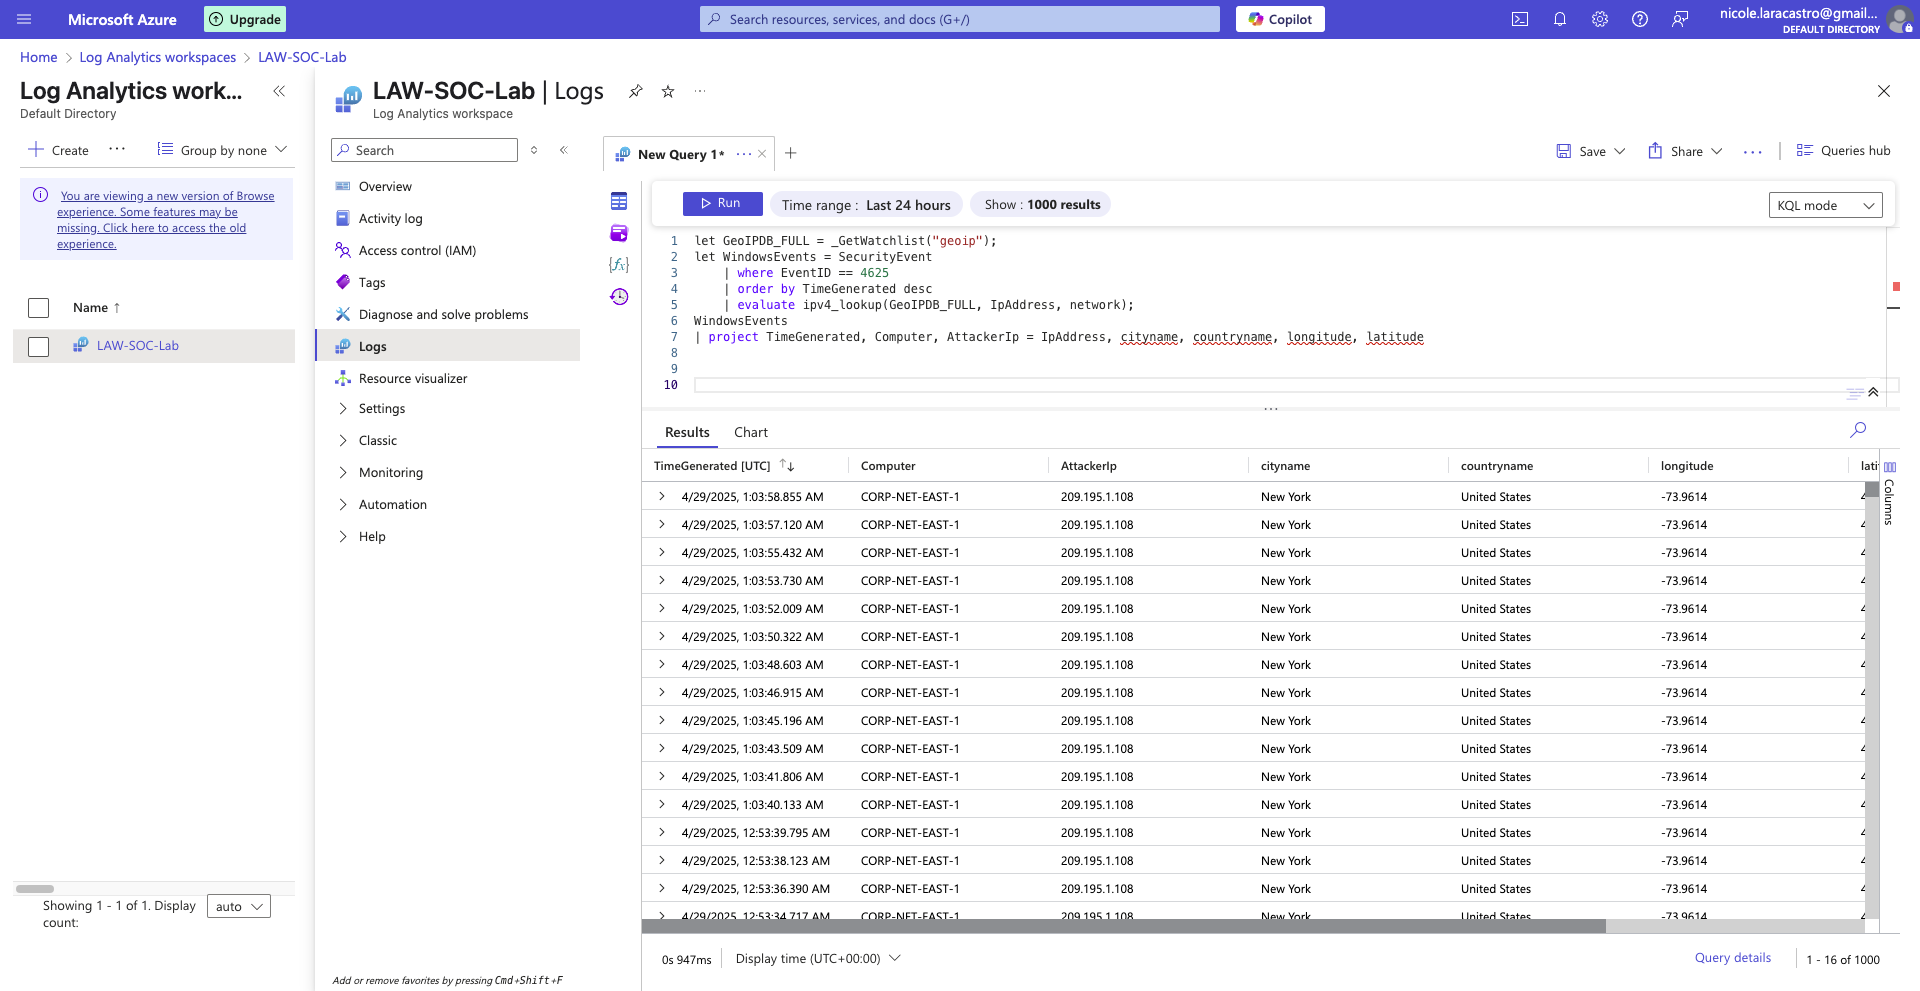 Microsoft Azure
Upgrade
Search resources, services, and docs (G+/)
Copilot
nicole.laracastro@gmail...
DEFAULT DIRECTORY
Home > Log Analytics workspaces > LAW-SOC-Lab
Log Analytics work...
Default Directory
Create
Group by none
You are viewing a new version of Browse
experience. Some features may be
missing. Click here to access the old
experience.
Name ↑
LAW-SOC-Lab
Showing 1 - 1 of 1. Display
count:
auto
LAW-SOC-Lab | Logs
Log Analytics workspace
Search
Overview
Activity log
Access control (IAM)
Tags
Diagnose and solve problems
Logs
Resource visualizer
Settings
Classic
Monitoring
Automation
Help
Add or remove favorites by pressing Cmd+Shift+F
New Query 1*
Save
Share
Queries hub
Run
Time range : Last 24 hours
Show : 1000 results
KQL mode
1 let GeoIPDB_FULL = _GetWatchlist("geoip");
2 let WindowsEvents = SecurityEvent
3 | where EventID == 4625
4 | order by TimeGenerated desc
5 | evaluate ipv4_lookup(GeoIPDB_FULL, IpAddress, network);
6 WindowsEvents
7 | project TimeGenerated, Computer, AttackerIp = IpAddress, cityname, countryname, longitude, latitude
8
9
10
Results
Chart
TimeGenerated [UTC] ↑↓ Computer AttackerIp cityname countryname longitude lati
Columns
4/29/2025, 1:03:58.855 AM CORP-NET-EAST-1 209.195.1.108 New York United States -73.9614 4
4/29/2025, 1:03:57.120 AM CORP-NET-EAST-1 209.195.1.108 New York United States -73.9614 4
4/29/2025, 1:03:55.432 AM CORP-NET-EAST-1 209.195.1.108 New York United States -73.9614 4
4/29/2025, 1:03:53.730 AM CORP-NET-EAST-1 209.195.1.108 New York United States -73.9614 4
4/29/2025, 1:03:52.009 AM CORP-NET-EAST-1 209.195.1.108 New York United States -73.9614 4
4/29/2025, 1:03:50.322 AM CORP-NET-EAST-1 209.195.1.108 New York United States -73.9614 4
4/29/2025, 1:03:48.603 AM CORP-NET-EAST-1 209.195.1.108 New York United States -73.9614 4
4/29/2025, 1:03:46.915 AM CORP-NET-EAST-1 209.195.1.108 New York United States -73.9614 4
4/29/2025, 1:03:45.196 AM CORP-NET-EAST-1 209.195.1.108 New York United States -73.9614 4
4/29/2025, 1:03:43.509 AM CORP-NET-EAST-1 209.195.1.108 New York United States -73.9614 4
4/29/2025, 1:03:41.806 AM CORP-NET-EAST-1 209.195.1.108 New York United States -73.9614 4
4/29/2025, 1:03:40.133 AM CORP-NET-EAST-1 209.195.1.108 New York United States -73.9614 4
4/29/2025, 12:53:39.795 AM CORP-NET-EAST-1 209.195.1.108 New York United States -73.9614 4
4/29/2025, 12:53:38.123 AM CORP-NET-EAST-1 209.195.1.108 New York United States -73.9614 4
4/29/2025, 12:53:36.390 AM CORP-NET-EAST-1 209.195.1.108 New York United States -73.9614 4
4/29/2025, 12:53:34.717 AM CORP-NET-EAST-1 209.195.1.108 New York United States -73.9614 4
0s 947ms
Display time (UTC+00:00)
Query details
1 - 16 of 1000